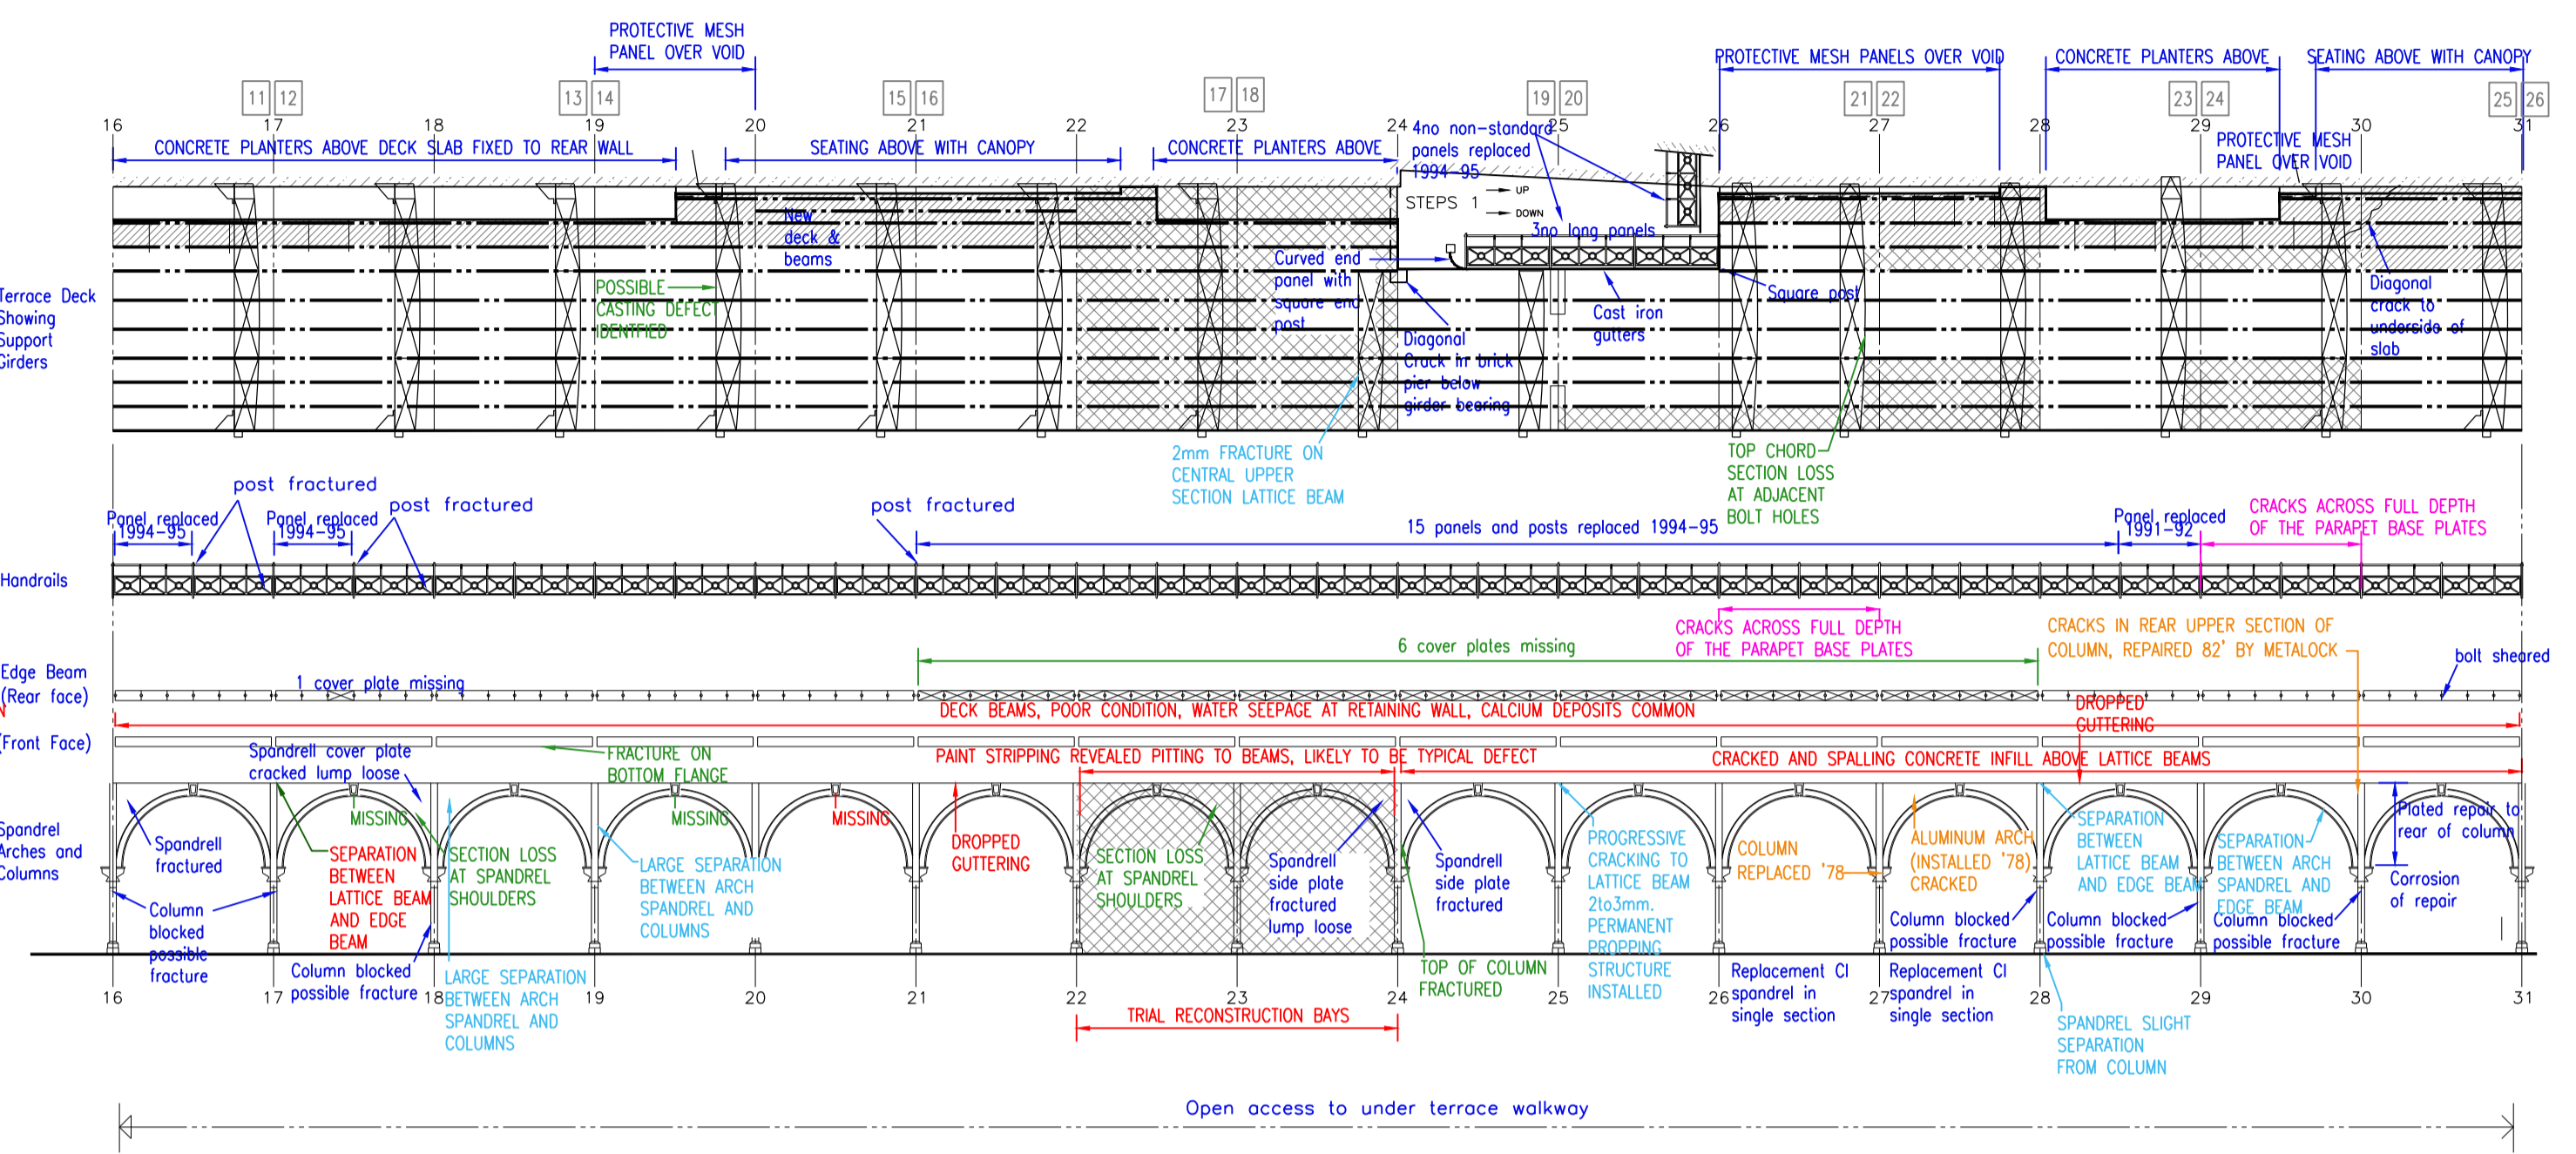 PROTECTIVE MESH
PANEL OVER VOID
PROTECTIVE MESH PANELS OVER VOID
CONCRETE PLANTERS ABOVE
SEATING ABOVE WITH CANOPY
11 12
13 14
15 16
17 18
19 20
21 22
23 24
25 26
16 17 18 19 20 21 22 23 24 25 26 27 28 29 30 31
CONCRETE PLANTERS ABOVE DECK SLAB FIXED TO REAR WALL
SEATING ABOVE WITH CANOPY
CONCRETE PLANTERS ABOVE
4no non-standard
panels replaced
1994-95
PROTECTIVE MESH
PANEL OVER VOID
UP
STEPS 1
DOWN
3no long panels
New
deck &
beams
Curved end
panel with
square end
post
POSSIBLE
CASTING DEFECT
IDENTFIED
Terrace Deck
Showing
Support
Girders
Square post
Cast iron
gutters
Diagonal
Crack in brick
pier below
girder bearing
Diagonal
crack to
underside of
slab
2mm FRACTURE ON
CENTRAL UPPER
SECTION LATTICE BEAM
TOP CHORD
SECTION LOSS
AT ADJACENT
BOLT HOLES
post fractured
post fractured
post fractured
Panel replaced
1994-95
Panel replaced
1994-95
15 panels and posts replaced 1994-95
Panel replaced
1991-92
CRACKS ACROSS FULL DEPTH
OF THE PARAPET BASE PLATES
Handrails
CRACKS ACROSS FULL DEPTH
OF THE PARAPET BASE PLATES
CRACKS IN REAR UPPER SECTION OF
COLUMN, REPAIRED 82' BY METALOCK
6 cover plates missing
bolt sheared
Edge Beam
(Rear face)
1 cover plate missing
N
DECK BEAMS, POOR CONDITION, WATER SEEPAGE AT RETAINING WALL, CALCIUM DEPOSITS COMMON
DROPPED
GUTTERING
(Front Face)
Spandrell cover plate
cracked lump loose
FRACTURE ON
BOTTOM FLANGE
PAINT STRIPPING REVEALED PITTING TO BEAMS, LIKELY TO BE TYPICAL DEFECT
CRACKED AND SPALLING CONCRETE INFILL ABOVE LATTICE BEAMS
Spandrel
Arches and
Columns
Spandrell
fractured
MISSING
MISSING
MISSING
SEPARATION
BETWEEN
LATTICE BEAM
AND EDGE
BEAM
SECTION LOSS
AT SPANDREL
SHOULDERS
LARGE SEPARATION
BETWEEN ARCH
SPANDREL AND
COLUMNS
DROPPED
GUTTERING
SECTION LOSS
AT SPANDREL
SHOULDERS
Spandrell
side plate
fractured
lump loose
Spandrell
side plate
fractured
PROGRESSIVE
CRACKING TO
LATTICE BEAM
2to3mm.
PERMANENT
PROPPING
STRUCTURE
INSTALLED
COLUMN
REPLACED '78
ALUMINUM ARCH
(INSTALLED '78)
CRACKED
SEPARATION
BETWEEN
LATTICE BEAM
AND EDGE BEAM
SEPARATION
BETWEEN ARCH
SPANDREL AND
EDGE BEAM
Plated repair to
rear of column
Corrosion
of repair
Column
blocked
possible
fracture
Column blocked
possible fracture
LARGE SEPARATION
BETWEEN ARCH
SPANDREL AND
COLUMNS
TOP OF COLUMN
FRACTURED
Column blocked
possible fracture
Column blocked
possible fracture
Column blocked
possible fracture
Replacement CI
spandrel in
single section
Replacement CI
spandrel in
single section
SPANDREL SLIGHT
SEPARATION
FROM COLUMN
16 17 18 19 20 21 22 23 24 25 26 27 28 29 30 31
TRIAL RECONSTRUCTION BAYS
Open access to under terrace walkway